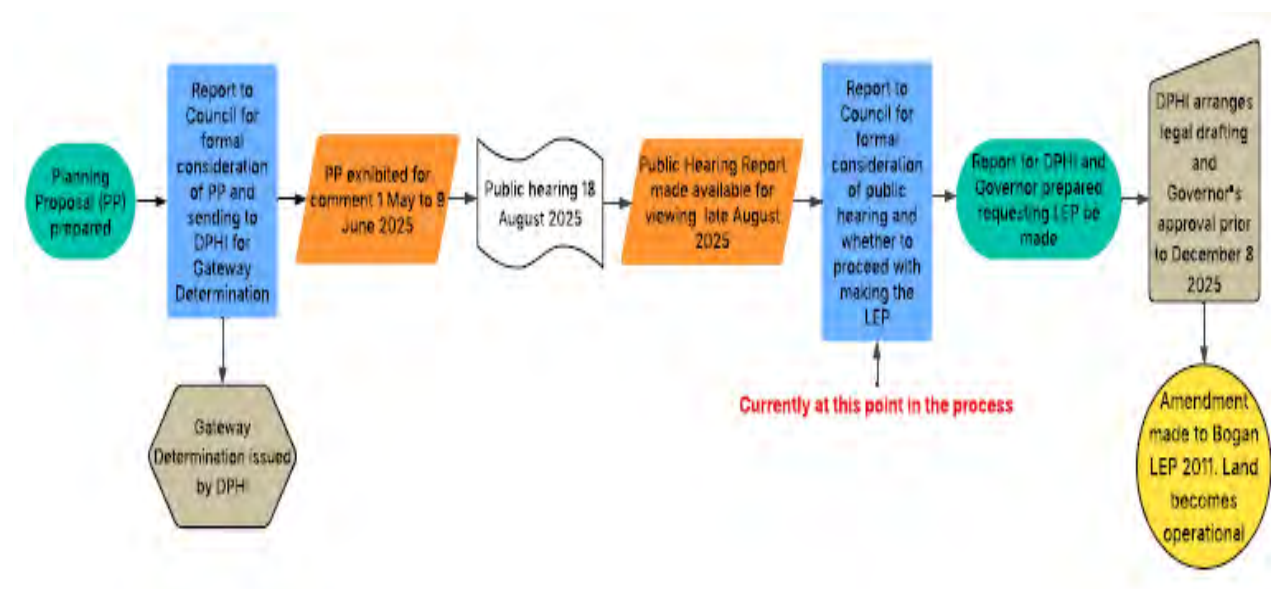 Planning
Proposal (PP)
prepared
Report to
Council for
formal
consideration
of PP and
sending to
DPHI for
Gateway
Determination
Gateway
Determination issued
by DPHI
PP exhibited for
comment 1 May to 9
June 2025
Public hearing 18
August 2025
Public Hearing Report
made available for
viewing late August
2025
Report to
Council for
formal
consideration
of public
hearing and
whether to
proceed with
making the
LEP
Currently at this point in the process
Report for DPHI and
Governor prepared
requesting LEP be
made
DPHI arranges
legal drafting
and
Governor's
approval prior
to December 8
2025
Amendment
made to Bogan
LEP 2011. Land
becomes
operational